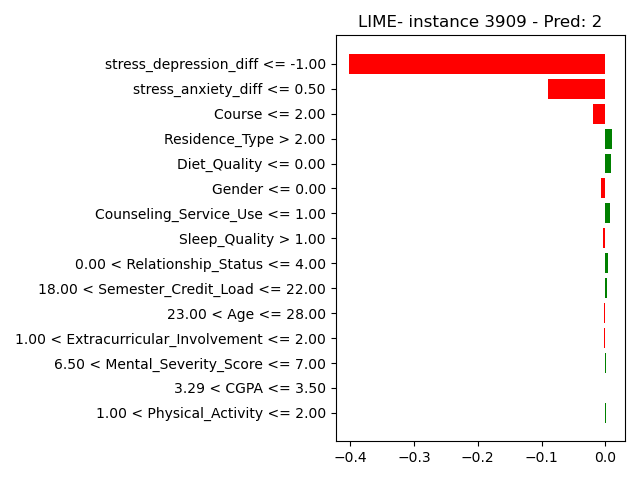 LIME- instance 3909 - Pred: 2
stress_depression_diff <= -1.00
stress_anxiety_diff <= 0.50
Course <= 2.00
Residence_Type > 2.00
Diet_Quality <= 0.00
Gender <= 0.00
Counseling_Service_Use <= 1.00
Sleep_Quality > 1.00
0.00 < Relationship_Status <= 4.00
18.00 < Semester_Credit_Load <= 22.00
23.00 < Age <= 28.00
1.00 < Extracurricular_Involvement <= 2.00
6.50 < Mental_Severity_Score <= 7.00
3.29 < CGPA <= 3.50
1.00 < Physical_Activity <= 2.00
−0.4 −0.3 −0.2 −0.1 0.0